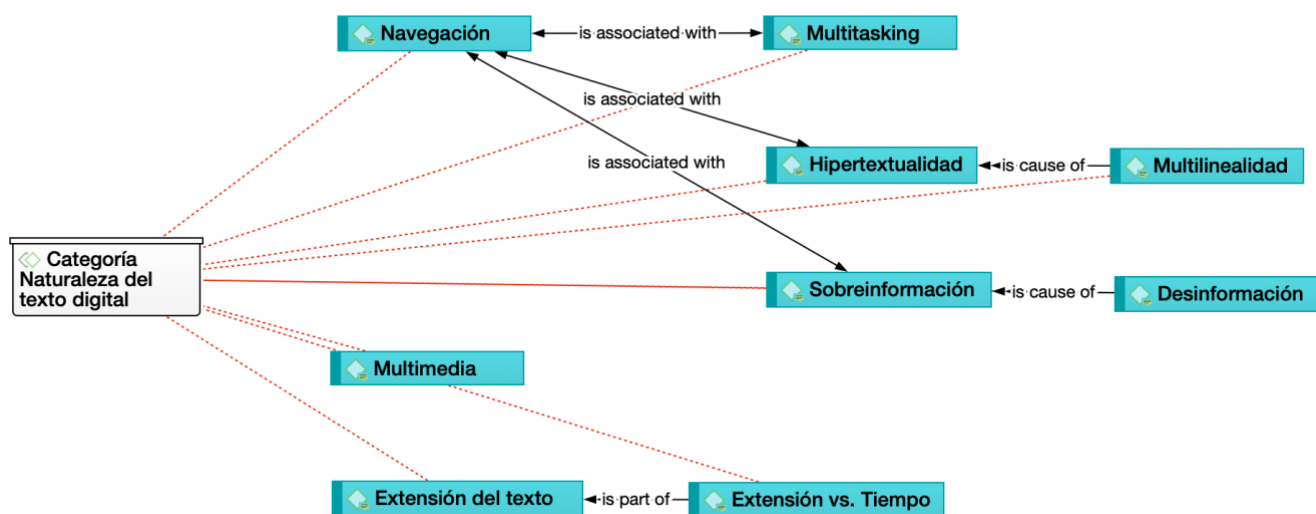 Navegación
is associated with
Multitasking
is associated with
is associated with
Hipertextualidad
is cause of
Multilinealidad
Categoría
Naturaleza del
texto digital
Sobreinformación
is cause of
Desinformación
Multimedia
Extensión del texto
is part of
Extensión vs. Tiempo